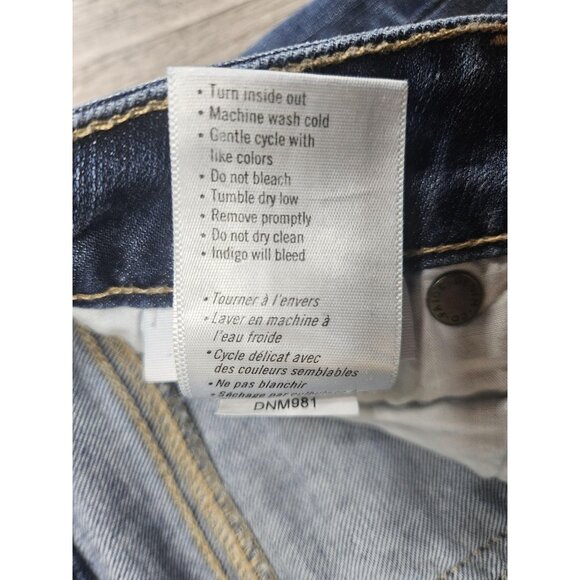 • Turn inside out
• Machine wash cold
• Gentle cycle with
like colors
• Do not bleach
• Tumble dry low
• Remove promptly
• Do not dry clean
• Indigo will bleed
• Tourner à l'envers
• Laver en machine à
l'eau froide
• Cycle délicat avec
des couleurs semblables
• Ne pas blanchir
• Séchage par
DNM981